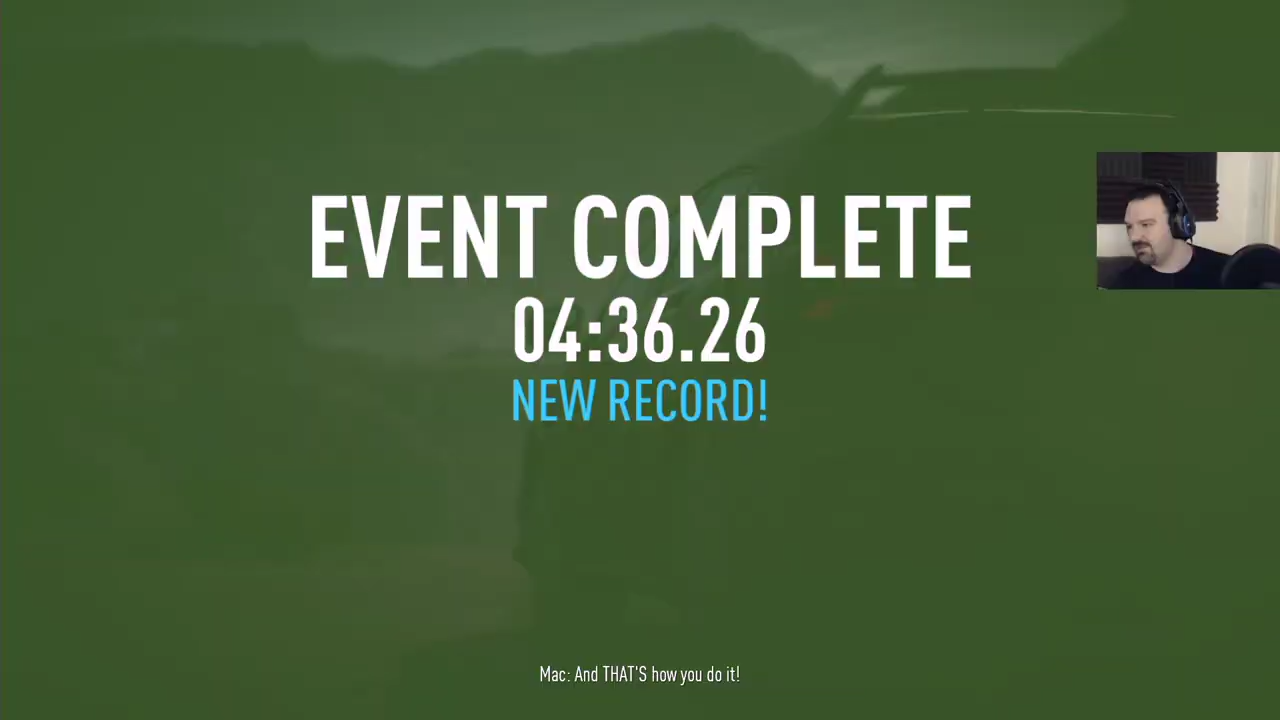 EVENT COMPLETE
04:36.26
NEW RECORD!
Mac: And THAT'S how you do it!